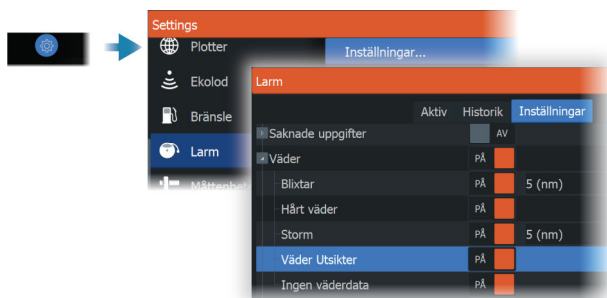 Settings
Plotter
Inställningar...
Ekolod
Bränsle
Larm
Måttenhet
Larm
Aktiv Historik Inställningar
Saknade uppgifter AV
Väder PÅ
Blixtar PÅ 5 (nm)
Hårt väder PÅ
Storm PÅ 5 (nm)
Väder Utsikter PÅ
Ingen väderdata PÅ